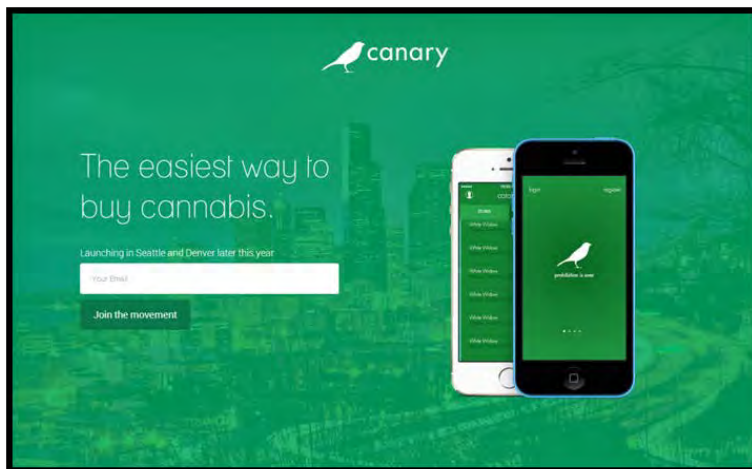 canary
The easiest way to
buy cannabis.
Launching in Seattle and Denver later this year
Your Email
Join the movement
White Widow
White Widow
White Widow
White Widow
White Widow
White Widow
login register
prohibition is over